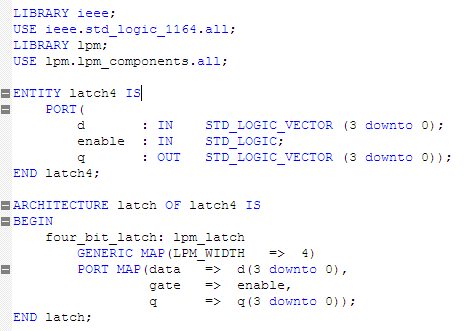 LIBRARY ieee;
USE ieee.std_logic_1164.all;
LIBRARY lpm;
USE lpm.lpm_components.all;
ENTITY latch4 IS
PORT(
d : IN STD_LOGIC_VECTOR (3 downto 0);
enable : IN STD_LOGIC;
q : OUT STD_LOGIC_VECTOR (3 downto 0));
END latch4;
ARCHITECTURE latch OF latch4 IS
BEGIN
four_bit_latch: lpm_latch
GENERIC MAP(LPM_WIDTH => 4)
PORT MAP(data => d(3 downto 0),
gate => enable,
q => q(3 downto 0));
END latch;